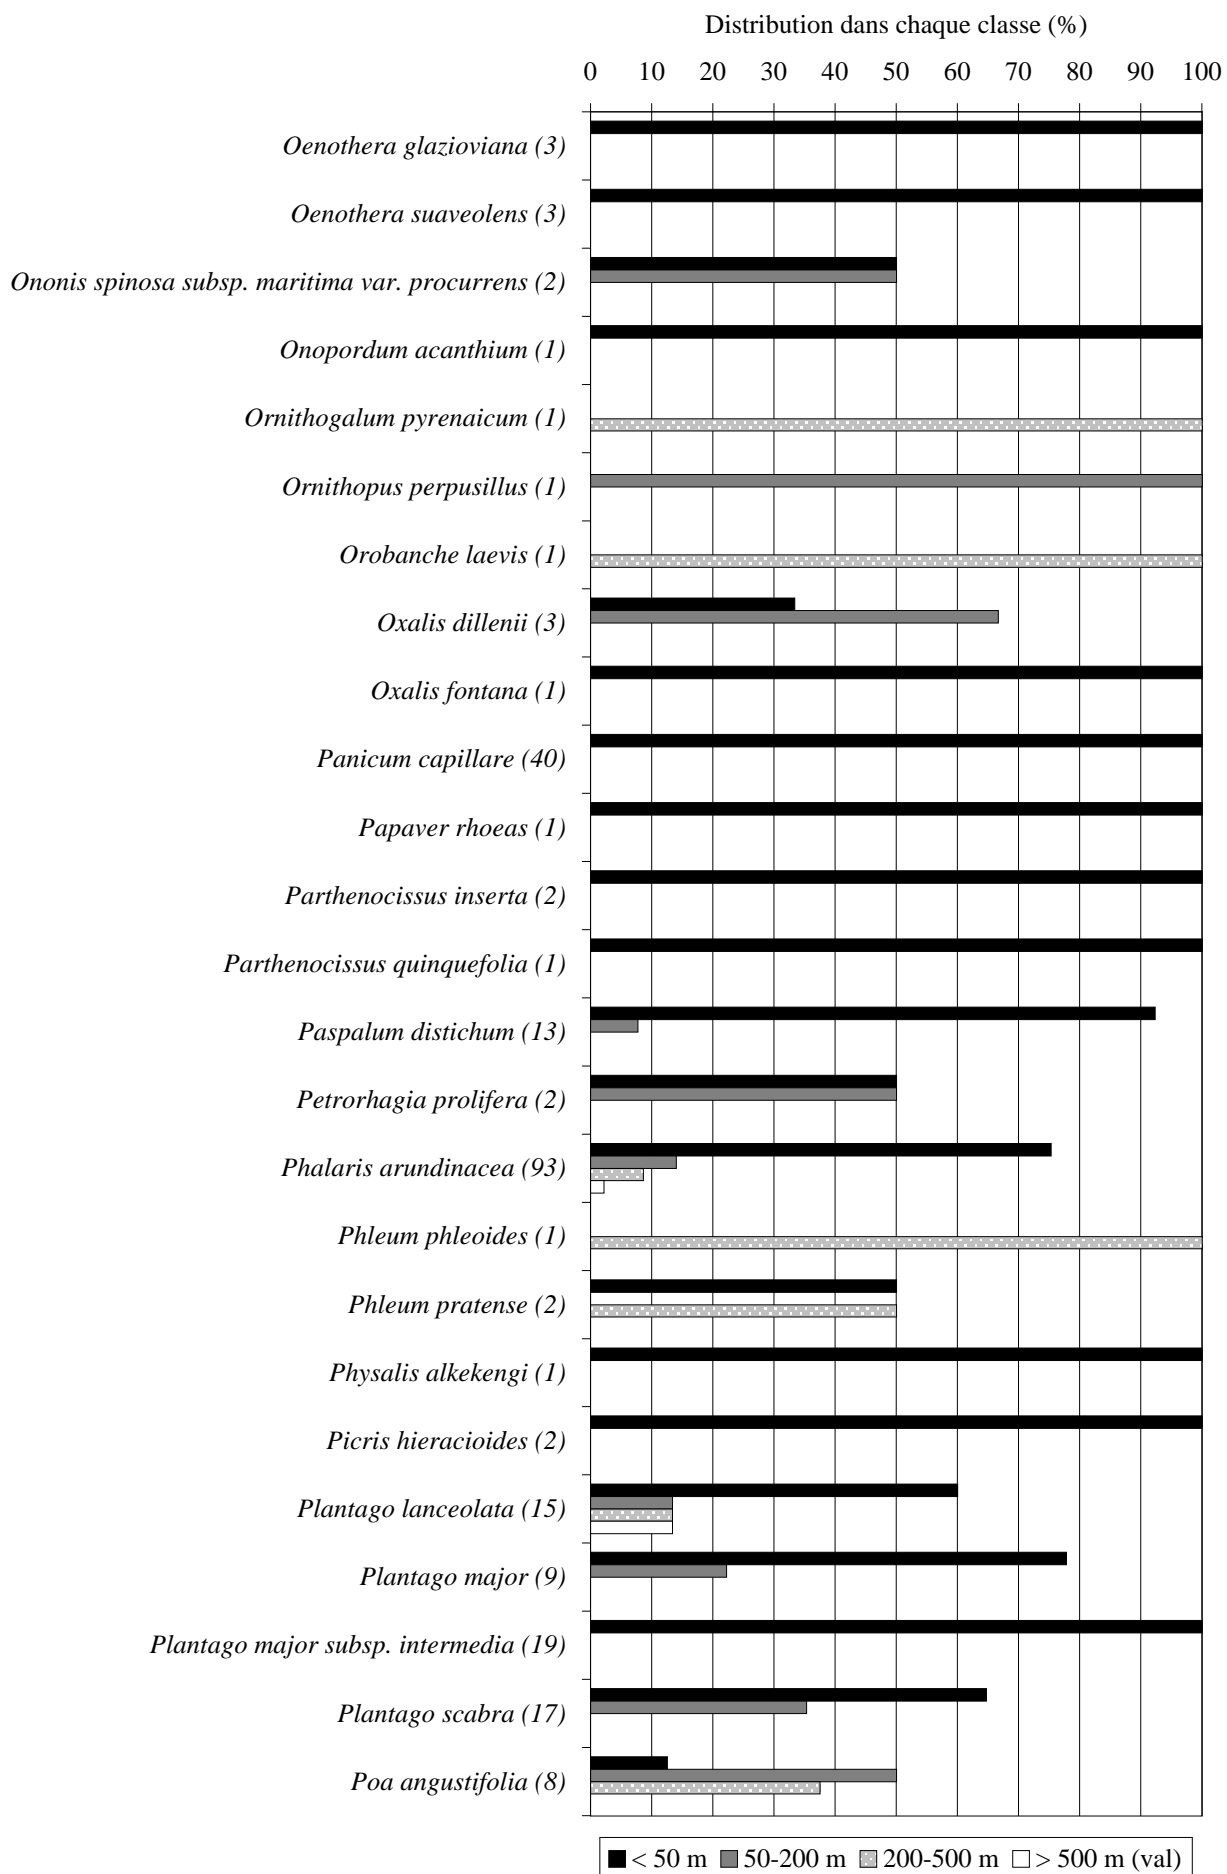 Distribution dans chaque classe (%)
0 10 20 30 40 50 60 70 80 90 100
Oenothera glazioviana (3)
Oenothera suaveolens (3)
Ononis spinosa subsp. maritima var. procurrens (2)
Onopordum acanthium (1)
Ornithogalum pyrenaicum (1)
Ornithopus perpusillus (1)
Orobanche laevis (1)
Oxalis dillenii (3)
Oxalis fontana (1)
Panicum capillare (40)
Papaver rhoeas (1)
Parthenocissus inserta (2)
Parthenocissus quinquefolia (1)
Paspalum distichum (13)
Petrorhagia prolifera (2)
Phalaris arundinacea (93)
Phleum phleoides (1)
Phleum pratense (2)
Physalis alkekengi (1)
Picris hieracioides (2)
Plantago lanceolata (15)
Plantago major (9)
Plantago major subsp. intermedia (19)
Plantago scabra (17)
Poa angustifolia (8)
< 50 m 50-200 m 200-500 m > 500 m (val)